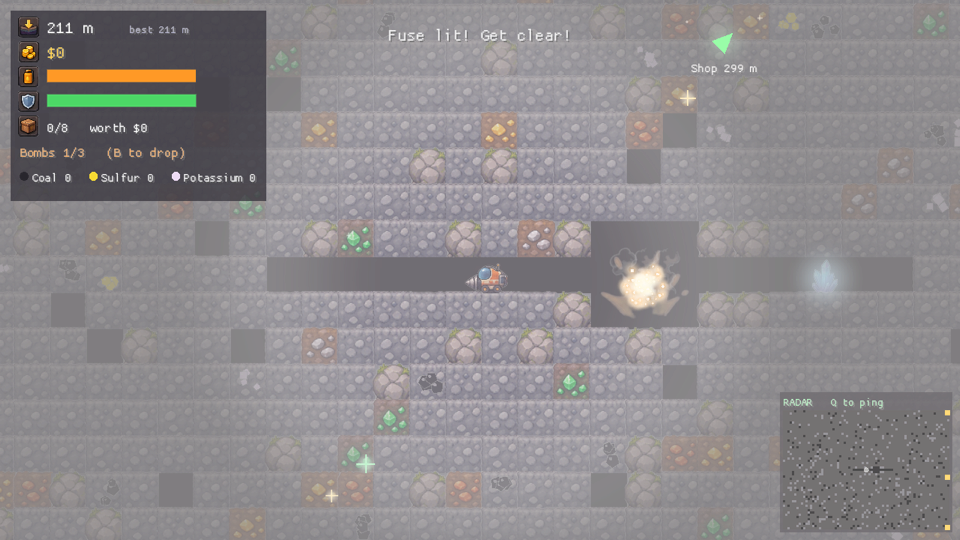 211 m best 211 m
$0
0/8 worth $0
Bombs 1/3 (B to drop)
Coal 0 Sulfur 0 Potassium 0
Fuse lit! Get clear!
Shop 299 m
RADAR Q to ping